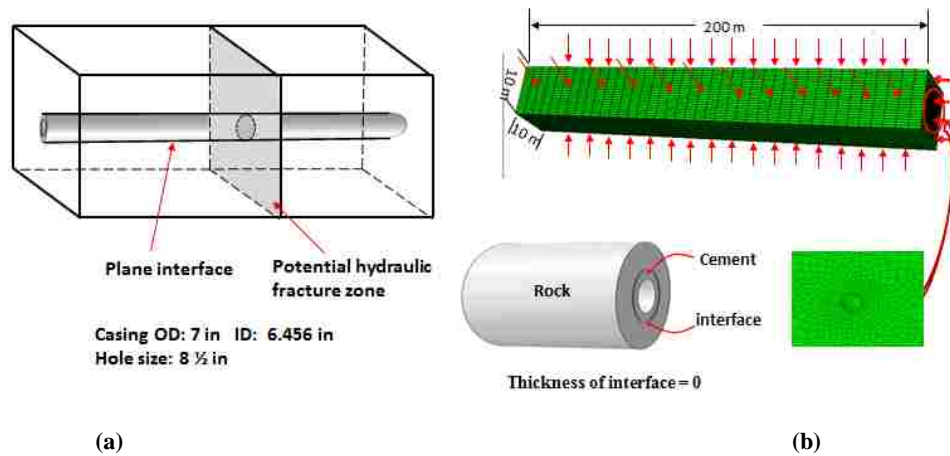 Plane interface
Potential hydraulic
fracture zone
Casing OD: 7 in ID: 6.456 in
Hole size: 8 ½ in
(a)
200 m
10 m
10 m
Rock
Cement
interface
Thickness of interface = 0
(b)